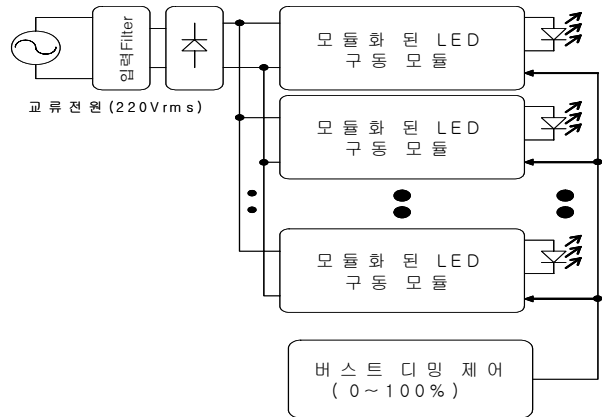 입력Filter
교류전원(220Vrms)
모듈화 된 LED
구동 모듈
모듈화 된 LED
구동 모듈
모듈화 된 LED
구동 모듈
버스트 디밍 제어
(0~100%)